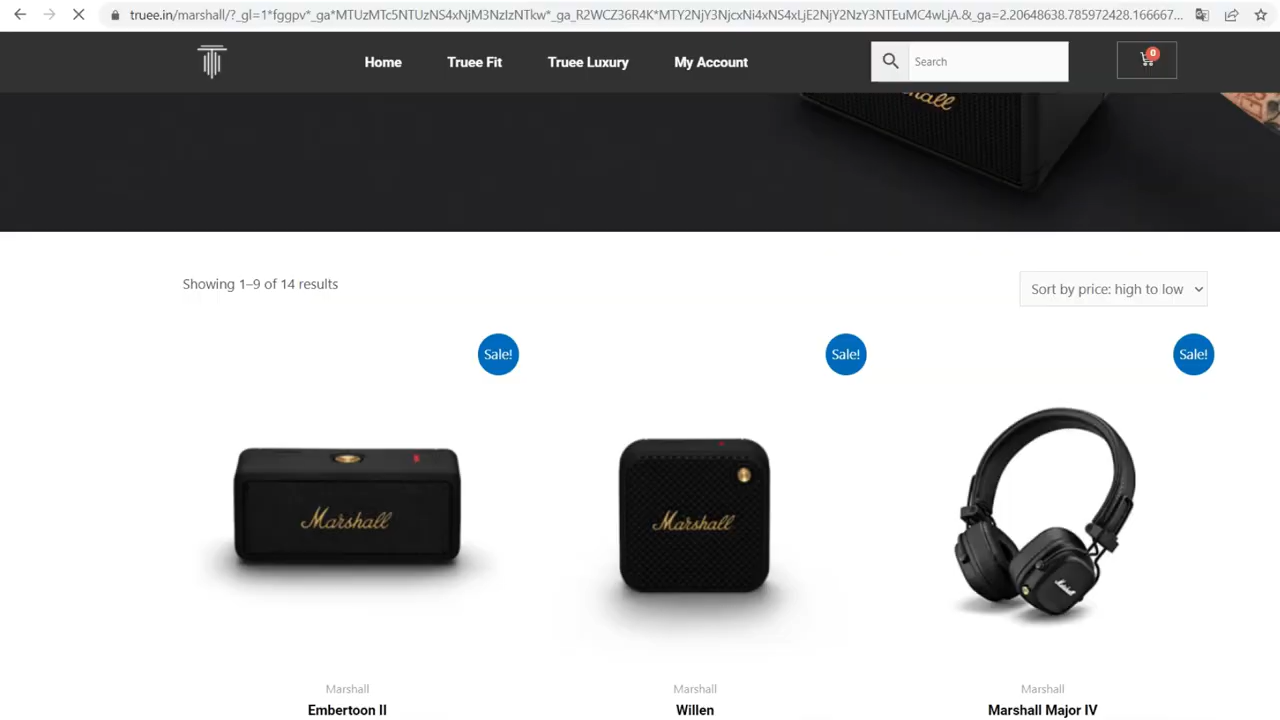 truee.in/marshall/?_gl=1*fggpv*_ga*MTUzMTc5NTUzNS4xNjM3NzIzNTkw*_ga_R2WCZ36R4K*MTY2NjY3NjcxNi4xNS4xLjE2NjY2NzY3NTEuMC4wLjA.&_ga=2.20648638.785972428.166667...
Home Truee Fit Truee Luxury My Account Search 0
shall
Showing 1–9 of 14 results Sort by price: high to low
Sale! Sale! Sale!
Marshall Marshall Marshall
Marshall Marshall Marshall
Embertoon II Willen Marshall Major IV